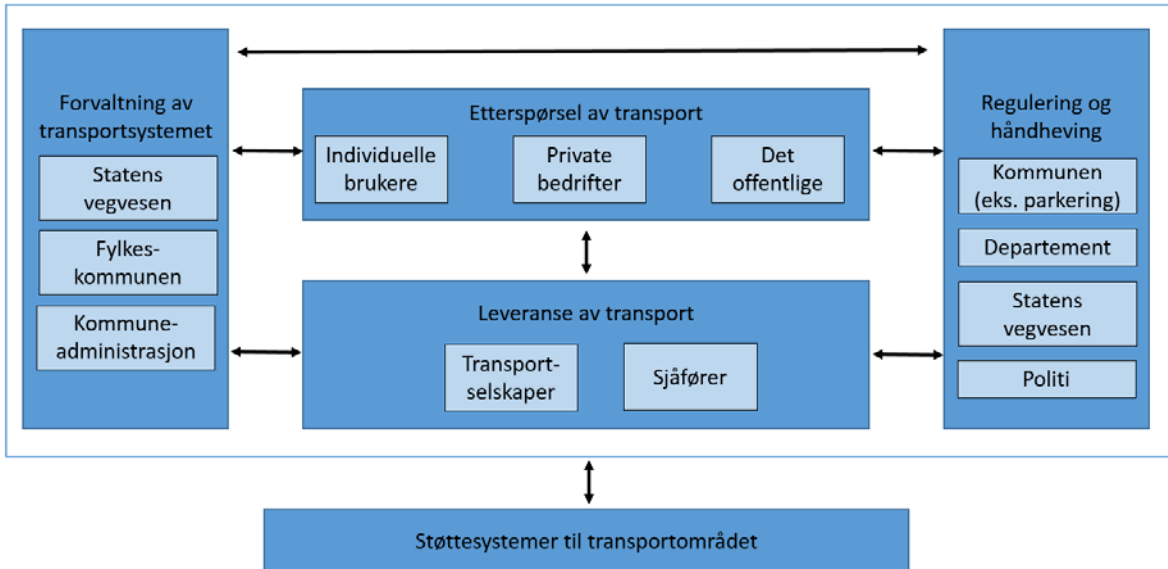 Forvaltning av
transportsystemet
Statens
vegvesen
Fylkes-
kommunen
Kommune-
administrasjon
Etterspørsel av transport
Individuelle
brukere
Private
bedrifter
Det
offentlige
Leveranse av transport
Transport-
selskaper
Sjåfører
Regulering og
håndheving
Kommunen
(eks. parkering)
Departement
Statens
vegvesen
Politi
Støttesystemer til transportområdet